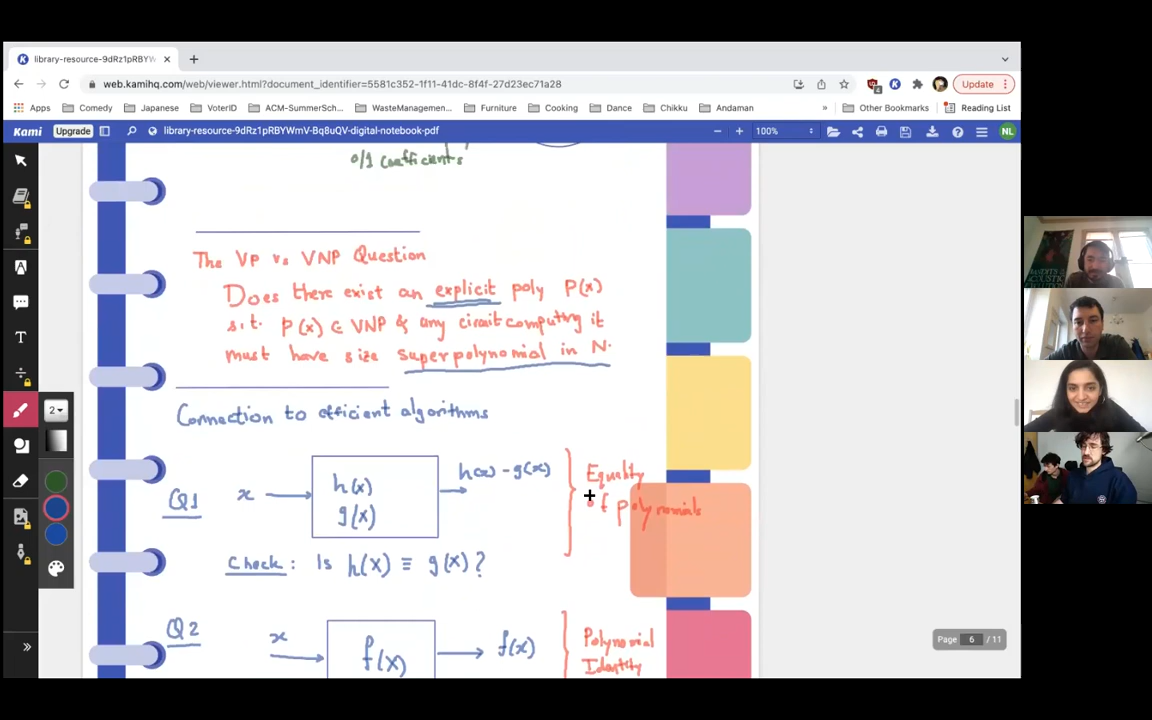 library-resource-9dRz1pRBYW
web.kamihq.com/web/viewer.html?document_identifier=5581c352-1f11-41dc-8f4f-27d23ec71a28
Update
Apps Comedy Japanese VoterID ACM-SummerSch... WasteManagemen... Furniture Cooking Dance Chikku Andaman » Other Bookmarks Reading List
Kami Upgrade library-resource-9dRz1pRBYWmV-Bq8uQV-digital-notebook-pdf 100% NL
0/1 coefficients
The VP vs VNP Question
Does there exist an explicit poly P(x)
s.t. P(x) ∈ VNP & any circuit computing it
must have size superpolynomial in N.
Connection to efficient algorithms
Q1 x h(x) g(x) h(x) - g(x) Equality
of polynomials
Check: Is h(x) ≡ g(x)?
Q2 x f(x) f(x) Polynomial
Identity
Page 6 / 11
2